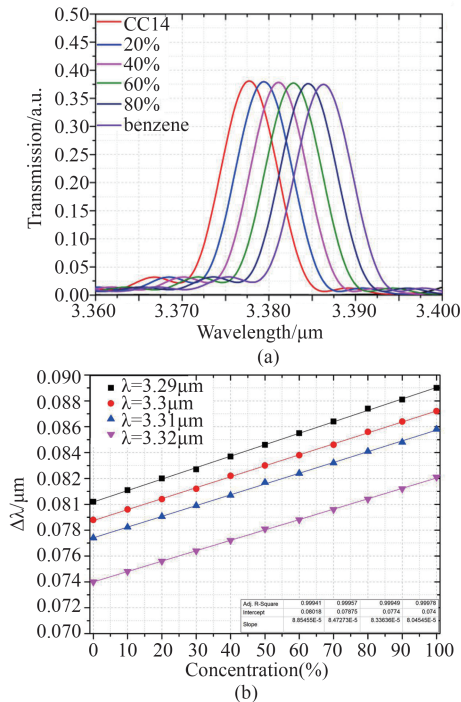 (a)
0.50
0.45
0.40
0.35
0.30
0.25
0.20
0.15
0.10
0.05
0.00
Transmission/a.u.
CC14
20%
40%
60%
80%
benzene
3.360 3.370 3.380 3.390 3.400
Wavelength/μm
(a)
0.090
0.088
0.086
0.084
0.082
0.081
0.078
0.074
0.074
0.072
0.070
Δλ/μm
λ=3.29μm
λ=3.3μm
λ=3.31μm
λ=3.32μm
Adj. R-Square 0.99941 0.99957 0.99949 0.99978
Intercept 0.08018 0.07875 0.0774 0.074
Slope 8.85455E-5 8.47273E-5 8.33636E-5 8.04545E-5
0 10 20 30 40 50 60 70 80 90 100
Concentration(%)
(b)